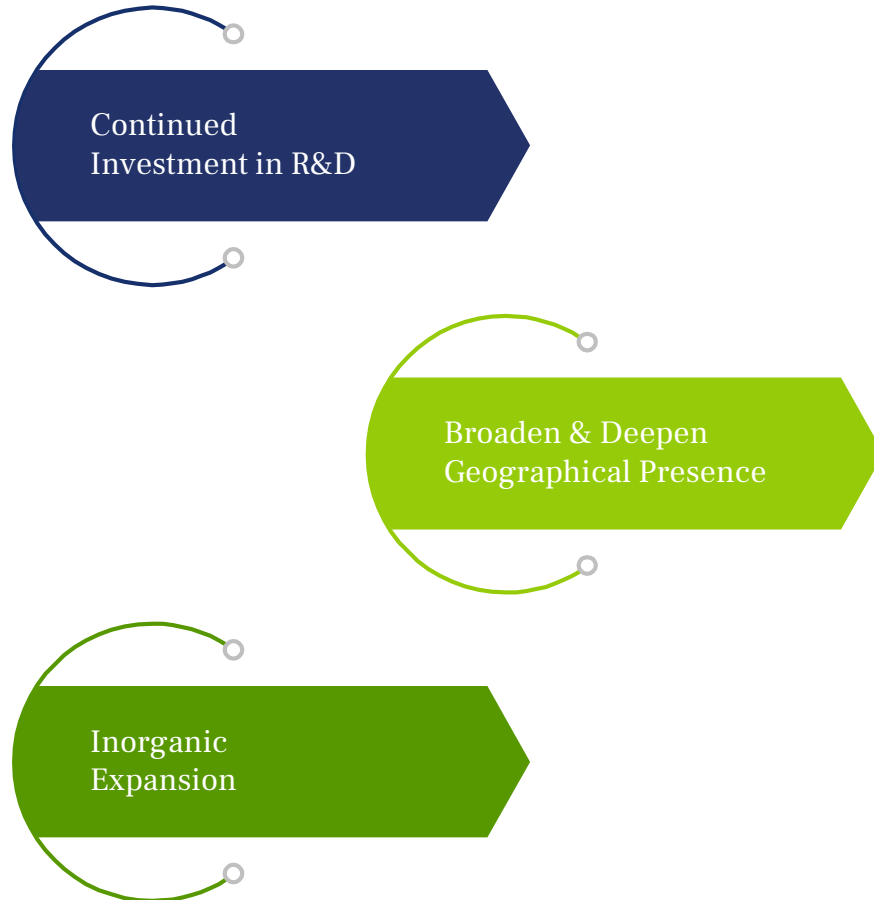 Continued
Investment in R&D
Broaden & Deepen
Geographical Presence
Inorganic
Expansion